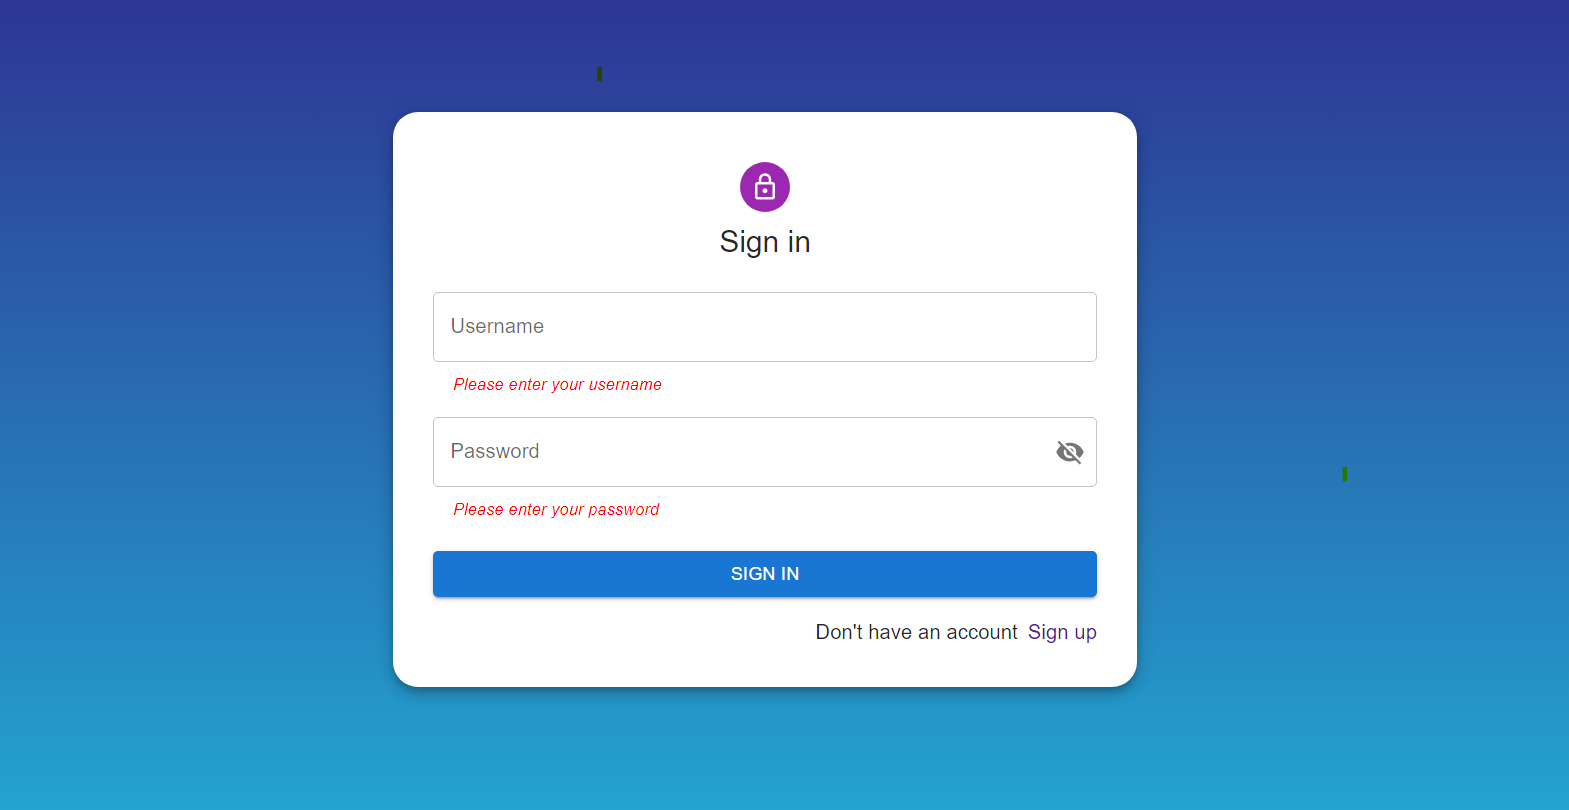 Sign in
Username
Please enter your username
Password
Please enter your password
SIGN IN
Don't have an account Sign up